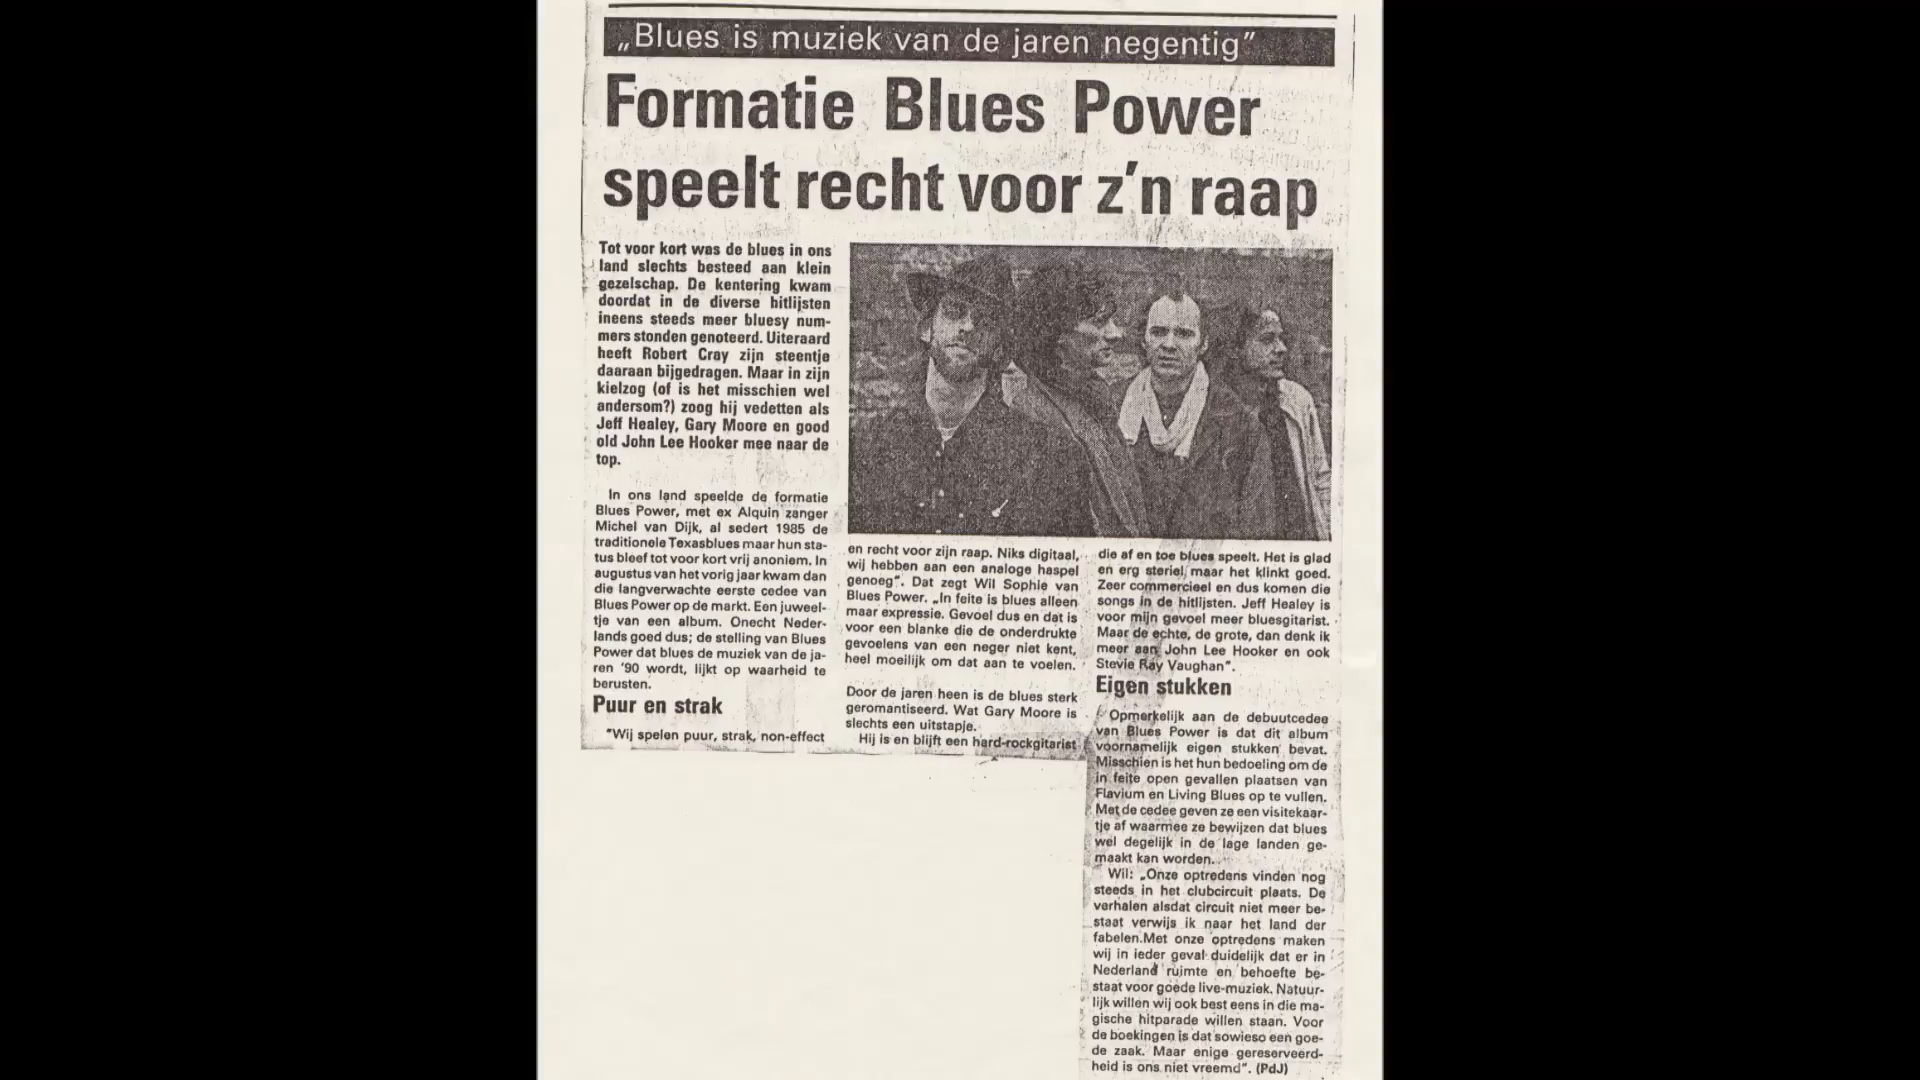 „Blues is muziek van de jaren negentig”
Formatie Blues Power
speelt recht voor z'n raap
Tot voor kort was de blues in ons
land slechts besteed aan klein
gezelschap. De kentering kwam
doordat in de diverse hitlijsten
ineens steeds meer bluesy num-
mers stonden genoteerd. Uiteraard
heeft Robert Cray zijn steentje
daaraan bijgedragen. Maar in zijn
kielzog (of is het misschien wel
andersom?) zoog hij vedetten als
Jeff Healey, Gary Moore en good
old John Lee Hooker mee naar de
top.
In ons land speelde de formatie
Blues Power, met ex Alquin zanger
Michel van Dijk, al sedert 1985 de
traditionele Texasblues maar hun sta-
tus bleef tot voor kort vrij anoniem. In
augustus van het vorig jaar kwam dan
die langverwachte eerste cedee van
Blues Power op de markt. Een juweel-
tje van een album. Onecht Neder-
lands goed dus; de stelling van Blues
Power dat blues de muziek van de ja-
ren '90 wordt, lijkt op waarheid te
berusten.
Puur en strak
"Wij spelen puur, strak, non-effect
en recht voor zijn raap. Niks digitaal,
wij hebben aan een analoge haspel
genoeg”. Dat zegt Wil Sophie van
Blues Power. „In feite is blues alleen
maar expressie. Gevoel dus en dat is
voor een blanke die de onderdrukte
gevoelens van een neger niet kent,
heel moeilijk om dat aan te voelen.
Door de jaren heen is de blues sterk
geromantiseerd. Wat Gary Moore is
slechts een uitstapje.
Hij is en blijft een hard-rockgitarist
die af en toe blues speelt. Het is glad
en erg steriel, maar het klinkt goed.
Zeer commercieel en dus komen die
songs in de hitlijsten. Jeff Healey is
voor mijn gevoel meer bluesgitarist.
Maar de echte, de grote, dan denk ik
meer aan John Lee Hooker en ook
Stevie Ray Vaughan”.
Eigen stukken
Opmerkelijk aan de debuutcedee
van Blues Power is dat dit album
voornamelijk eigen stukken bevat.
Misschien is het hun bedoeling om de
in feite open gevallen plaatsen van
Flavium en Living Blues op te vullen.
Met de cedee geven ze een visitekaar-
tje af waarmee ze bewijzen dat blues
wel degelijk in de lage landen ge-
maakt kan worden.
Wil: „Onze optredens vinden nog
steeds in het clubcircuit plaats. De
verhalen alsdat circuit niet meer be-
staat verwijs ik naar het land der
fabelen.Met onze optredens maken
wij in ieder geval duidelijk dat er in
Nederland ruimte en behoefte be-
staat voor goede live-muziek. Natuur-
lijk willen wij ook best eens in die ma-
gische hitparade willen staan. Voor
de boekingen is dat sowieso een goe-
de zaak. Maar enige gereserveerd-
heid is ons niet vreemd”. (PdJ)